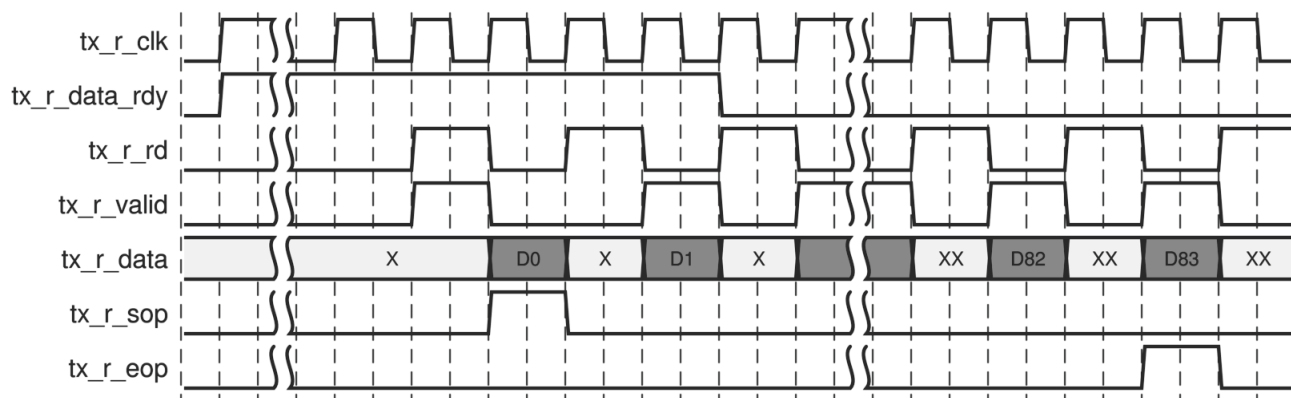 tx_r_clk
tx_r_data_rdy
tx_r_rd
tx_r_valid
tx_r_data X D0 X D1 X XX D82 XX D83 XX
tx_r_sop
tx_r_eop